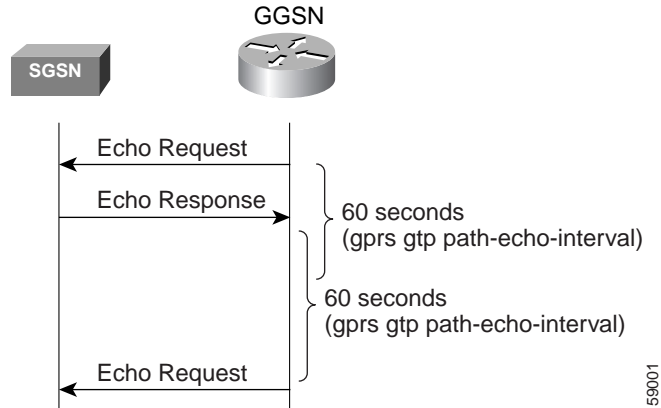 GGSN
SGSN
Echo Request
Echo Response
60 seconds
(gprs gtp path-echo-interval)
60 seconds
(gprs gtp path-echo-interval)
Echo Request
59001